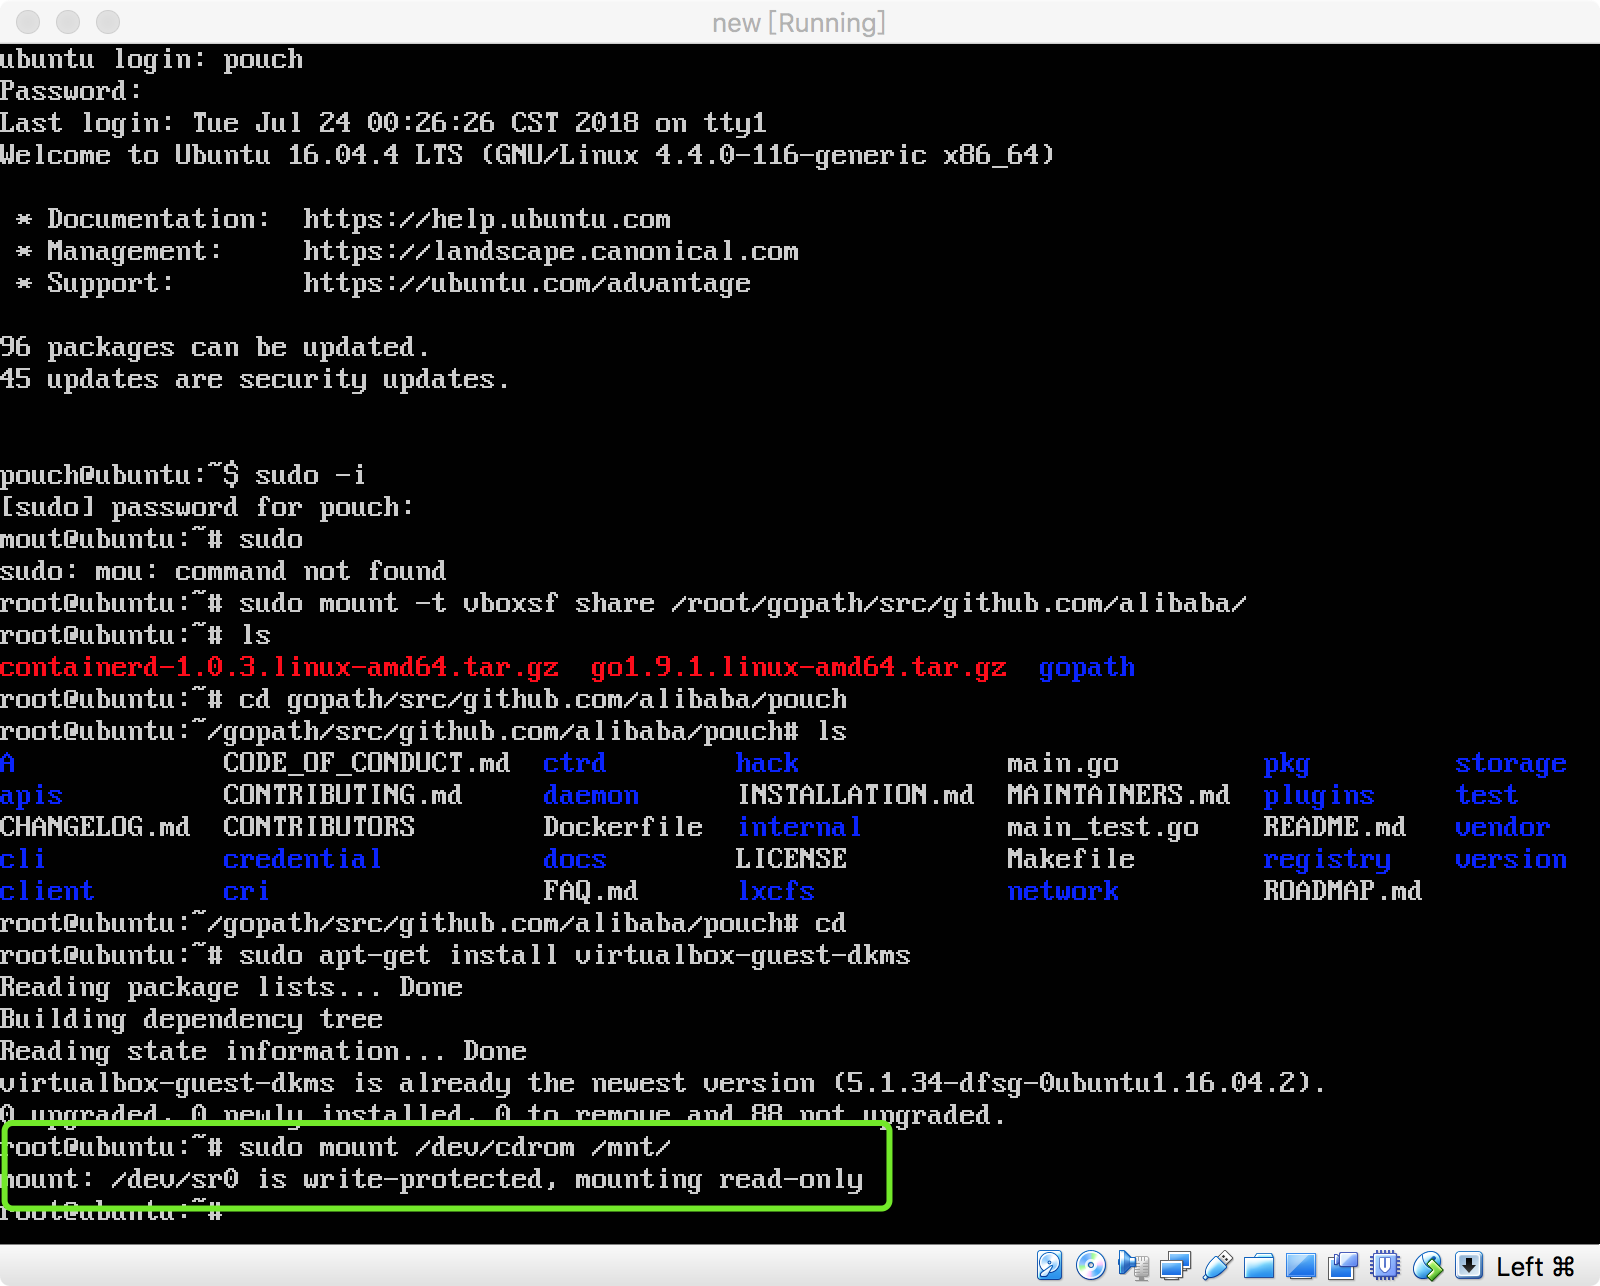 new [Running]
ubuntu login: pouch
Password:
Last login: Tue Jul 24 00:26:26 CST 2018 on tty1
Welcome to Ubuntu 16.04.4 LTS (GNU/Linux 4.4.0-116-generic x86_64)
* Documentation:  https://help.ubuntu.com
* Management:     https://landscape.canonical.com
* Support:        https://ubuntu.com/advantage
96 packages can be updated.
45 updates are security updates.
pouch@ubuntu:~$ sudo -i
[sudo] password for pouch:
mout@ubuntu:~# sudo
sudo: mou: command not found
root@ubuntu:~# sudo mount -t vboxsf share /root/gopath/src/github.com/alibaba/
root@ubuntu:~# ls
containerd-1.0.3.linux-amd64.tar.gz  go1.9.1.linux-amd64.tar.gz  gopath
root@ubuntu:~# cd gopath/src/github.com/alibaba/pouch
root@ubuntu:~/gopath/src/github.com/alibaba/pouch# ls
A             CODE_OF_CONDUCT.md  ctrd        hack             main.go         pkg         storage
apis          CONTRIBUTING.md     daemon      INSTALLATION.md  MAINTAINERS.md  plugins     test
CHANGELOG.md  CONTRIBUTORS        Dockerfile  internal         main_test.go    README.md   vendor
cli           credential          docs        LICENSE          Makefile        registry    version
client        cri                 FAQ.md      lxcfs            network         ROADMAP.md
root@ubuntu:~/gopath/src/github.com/alibaba/pouch# cd
root@ubuntu:~# sudo apt-get install virtualbox-guest-dkms
Reading package lists... Done
Building dependency tree
Reading state information... Done
virtualbox-guest-dkms is already the newest version (5.1.34-dfsg-0ubuntu1.16.04.2).
0 upgraded, 0 newly installed, 0 to remove and 88 not upgraded.
root@ubuntu:~# sudo mount /dev/cdrom /mnt/
mount: /dev/sr0 is write-protected, mounting read-only
root@ubuntu:~#
Left ⌘